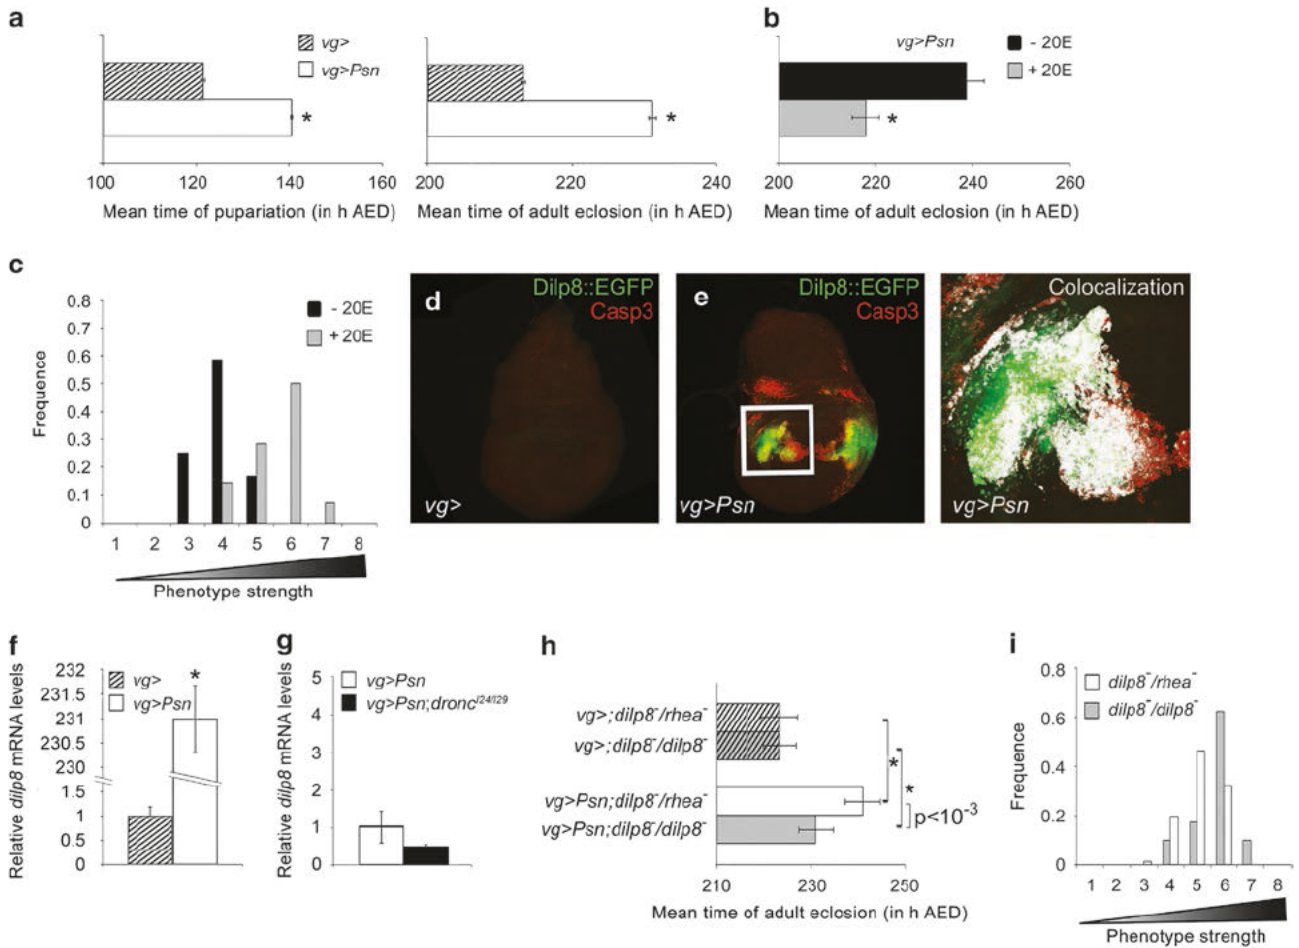 a
vg>
vg>Psn
*
100 120 140 160
Mean time of pupariation (in h AED)
*
200 220 240
Mean time of adult eclosion (in h AED)
b
vg>Psn
- 20E
+ 20E
*
200 220 240 260
Mean time of adult eclosion (in h AED)
c
Frequence
0.8
0.7
0.6
0.5
0.4
0.3
0.2
0.1
0
- 20E
+ 20E
1 2 3 4 5 6 7 8
Phenotype strength
d
Dilp8::EGFP
Casp3
vg>
e
Dilp8::EGFP
Casp3
vg>Psn
Colocalization
vg>Psn
f
Relative dilp8 mRNA levels
232
231.5
231
230.5
230
1.5
1
0.5
0
vg>
vg>Psn
*
g
Relative dilp8 mRNA levels
5
4
3
2
1
0
vg>Psn
vg>Psn;dronc^I24/I29
h
vg>;dilp8⁻/rhea⁻
vg>;dilp8⁻/dilp8⁻
vg>Psn;dilp8⁻/rhea⁻
vg>Psn;dilp8⁻/dilp8⁻
*
*
p<10⁻³
210 230 250
Mean time of adult eclosion (in h AED)
i
Frequence
0.8
0.6
0.4
0.2
0
dilp8⁻/rhea⁻
dilp8⁻/dilp8⁻
1 2 3 4 5 6 7 8
Phenotype strength